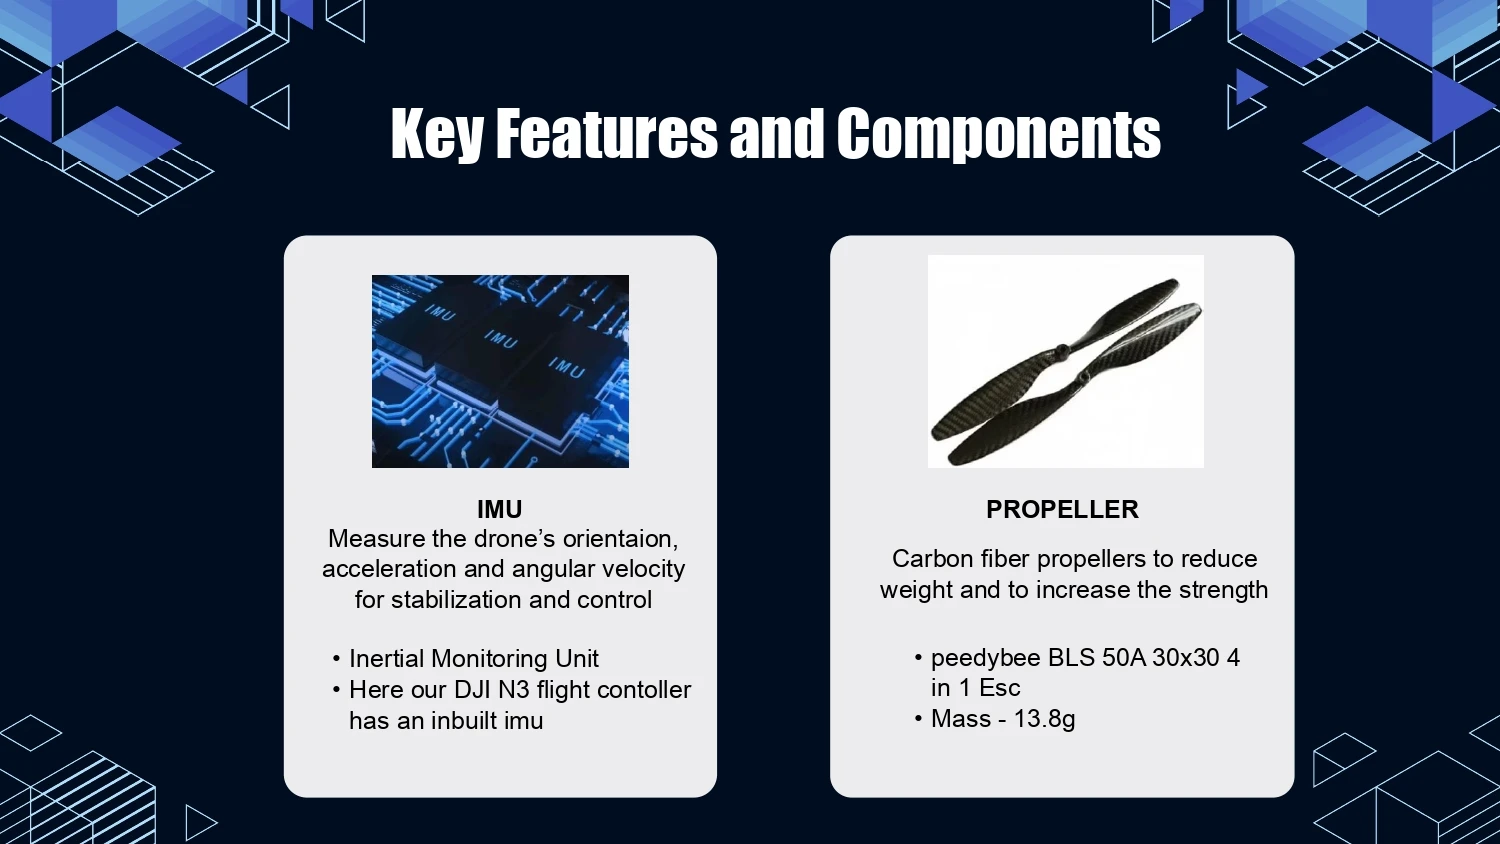 Key Features and Components
IMU
IMU
IMU
IMU
Measure the drone’s orientaion,
acceleration and angular velocity
for stabilization and control
• Inertial Monitoring Unit
• Here our DJI N3 flight contoller
has an inbuilt imu
PROPELLER
Carbon fiber propellers to reduce
weight and to increase the strength
• peedybee BLS 50A 30x30 4
in 1 Esc
• Mass - 13.8g